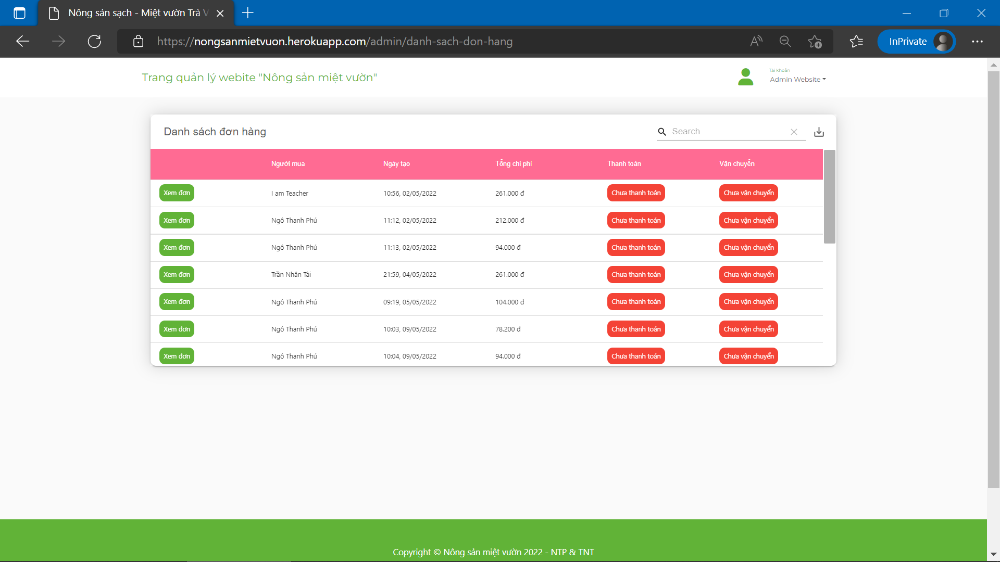 Nông sản sạch - Miệt vườn Trà V
https://nongsanmietvuon.herokuapp.com/admin/danh-sach-don-hang
InPrivate
Trang quản lý webite "Nông sản miệt vườn"
Tài khoản
Admin Website
Danh sách đơn hàng
Search
Người mua Ngày tạo Tổng chi phí Thanh toán Vận chuyển
Xem đơn I am Teacher 10:56, 02/05/2022 261.000 đ Chưa thanh toán Chưa vận chuyển
Xem đơn Ngô Thanh Phú 11:12, 02/05/2022 212.000 đ Chưa thanh toán Chưa vận chuyển
Xem đơn Ngô Thanh Phú 11:13, 02/05/2022 94.000 đ Chưa thanh toán Chưa vận chuyển
Xem đơn Trần Nhân Tài 21:59, 04/05/2022 261.000 đ Chưa thanh toán Chưa vận chuyển
Xem đơn Ngô Thanh Phú 09:19, 05/05/2022 104.000 đ Chưa thanh toán Chưa vận chuyển
Xem đơn Ngô Thanh Phú 10:03, 09/05/2022 78.200 đ Chưa thanh toán Chưa vận chuyển
Xem đơn Ngô Thanh Phú 10:04, 09/05/2022 94.000 đ Chưa thanh toán Chưa vận chuyển
Copyright © Nông sản miệt vườn 2022 - NTP & TNT